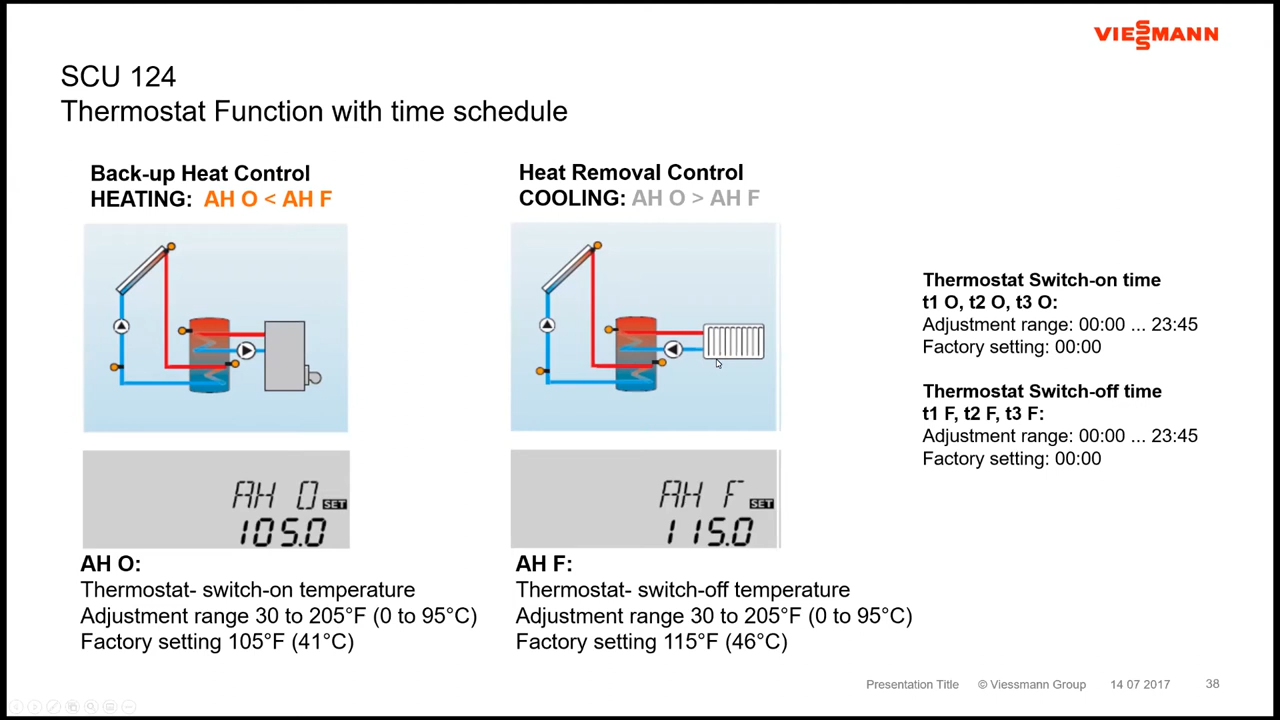 VIESSMANN
SCU 124
Thermostat Function with time schedule
Back-up Heat Control
HEATING: AH O < AH F
Heat Removal Control
COOLING: AH O > AH F
AH O SET
105.0
AH F SET
115.0
AH O:
Thermostat- switch-on temperature
Adjustment range 30 to 205°F (0 to 95°C)
Factory setting 105°F (41°C)
AH F:
Thermostat- switch-off temperature
Adjustment range 30 to 205°F (0 to 95°C)
Factory setting 115°F (46°C)
Thermostat Switch-on time
t1 O, t2 O, t3 O:
Adjustment range: 00:00 ... 23:45
Factory setting: 00:00
Thermostat Switch-off time
t1 F, t2 F, t3 F:
Adjustment range: 00:00 ... 23:45
Factory setting: 00:00
Presentation Title © Viessmann Group 14 07 2017 38